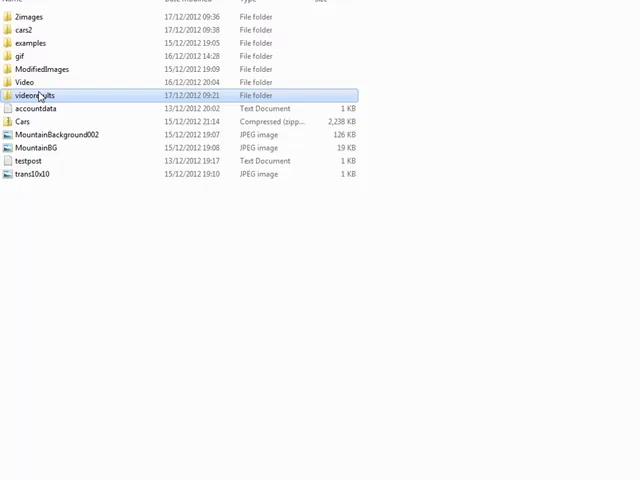 Name Date modified Type Size
2images 17/12/2012 09:36 File folder
cars2 17/12/2012 09:38 File folder
examples 15/12/2012 19:05 File folder
gif 16/12/2012 14:28 File folder
ModifiedImages 15/12/2012 19:09 File folder
Video 16/12/2012 20:04 File folder
videoresults 17/12/2012 09:21 File folder
accountdata 13/12/2012 20:02 Text Document 1 KB
Cars 15/12/2012 21:14 Compressed (zipp... 2,238 KB
MountainBackground002 15/12/2012 19:07 JPEG image 126 KB
MountainBG 15/12/2012 19:08 JPEG image 19 KB
testpost 13/12/2012 19:17 Text Document 1 KB
trans10x10 15/12/2012 19:10 JPEG image 1 KB